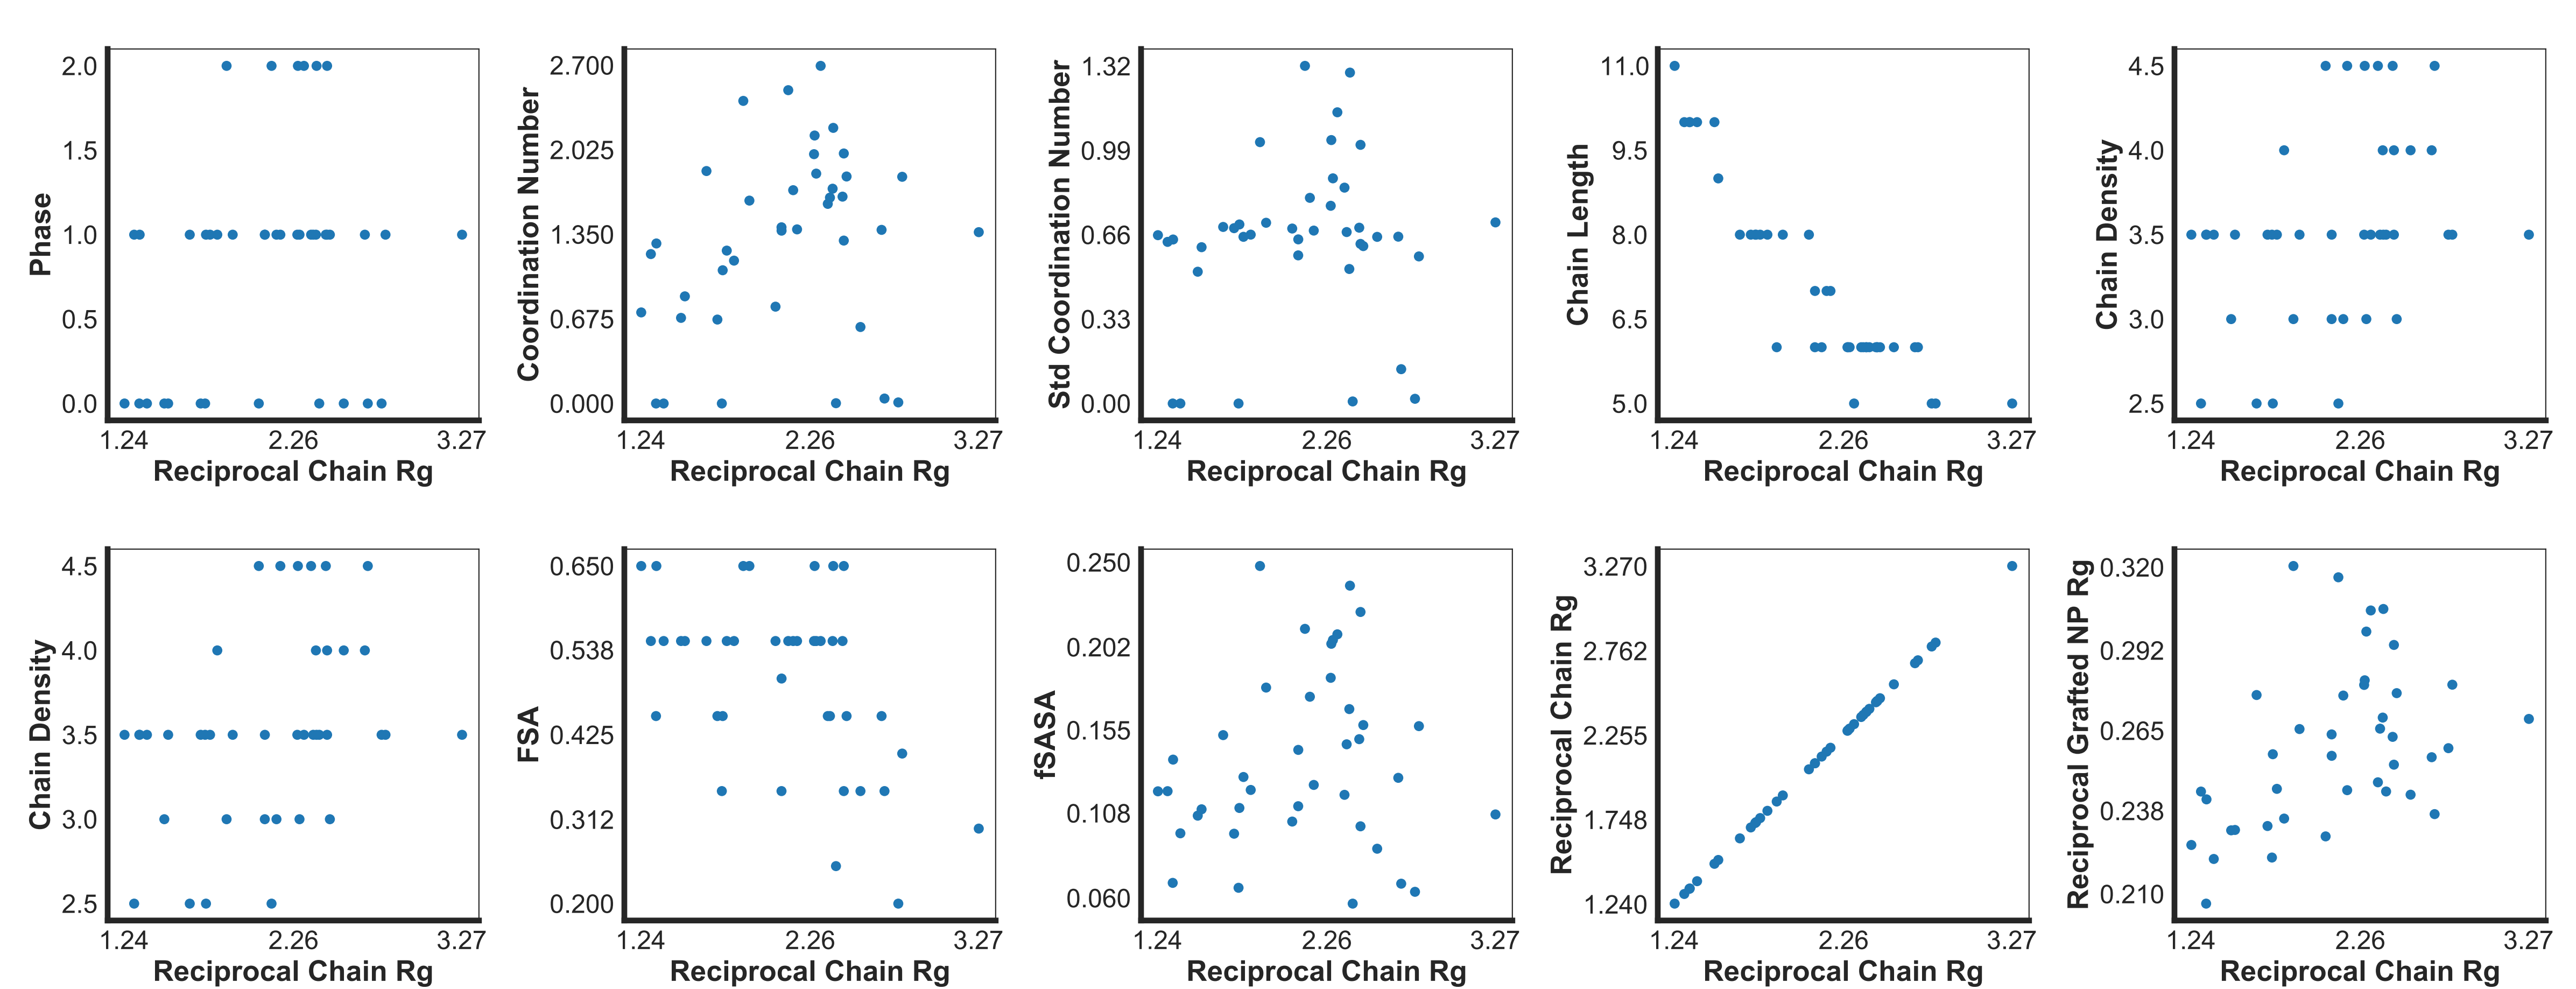 Phase
2.0
1.5
1.0
0.5
0.0
1.24 2.26 3.27
Reciprocal Chain Rg
Coordination Number
2.700
2.025
1.350
0.675
0.000
1.24 2.26 3.27
Reciprocal Chain Rg
Std Coordination Number
1.32
0.99
0.66
0.33
0.00
1.24 2.26 3.27
Reciprocal Chain Rg
Chain Length
11.0
9.5
8.0
6.5
5.0
1.24 2.26 3.27
Reciprocal Chain Rg
Chain Density
4.5
4.0
3.5
3.0
2.5
1.24 2.26 3.27
Reciprocal Chain Rg
Chain Density
4.5
4.0
3.5
3.0
2.5
1.24 2.26 3.27
Reciprocal Chain Rg
FSA
0.650
0.538
0.425
0.312
0.200
1.24 2.26 3.27
Reciprocal Chain Rg
fSASA
0.250
0.202
0.155
0.108
0.060
1.24 2.26 3.27
Reciprocal Chain Rg
Reciprocal Chain Rg
3.270
2.762
2.255
1.748
1.240
1.24 2.26 3.27
Reciprocal Chain Rg
Reciprocal Grafted NP Rg
0.320
0.292
0.265
0.238
0.210
1.24 2.26 3.27
Reciprocal Chain Rg